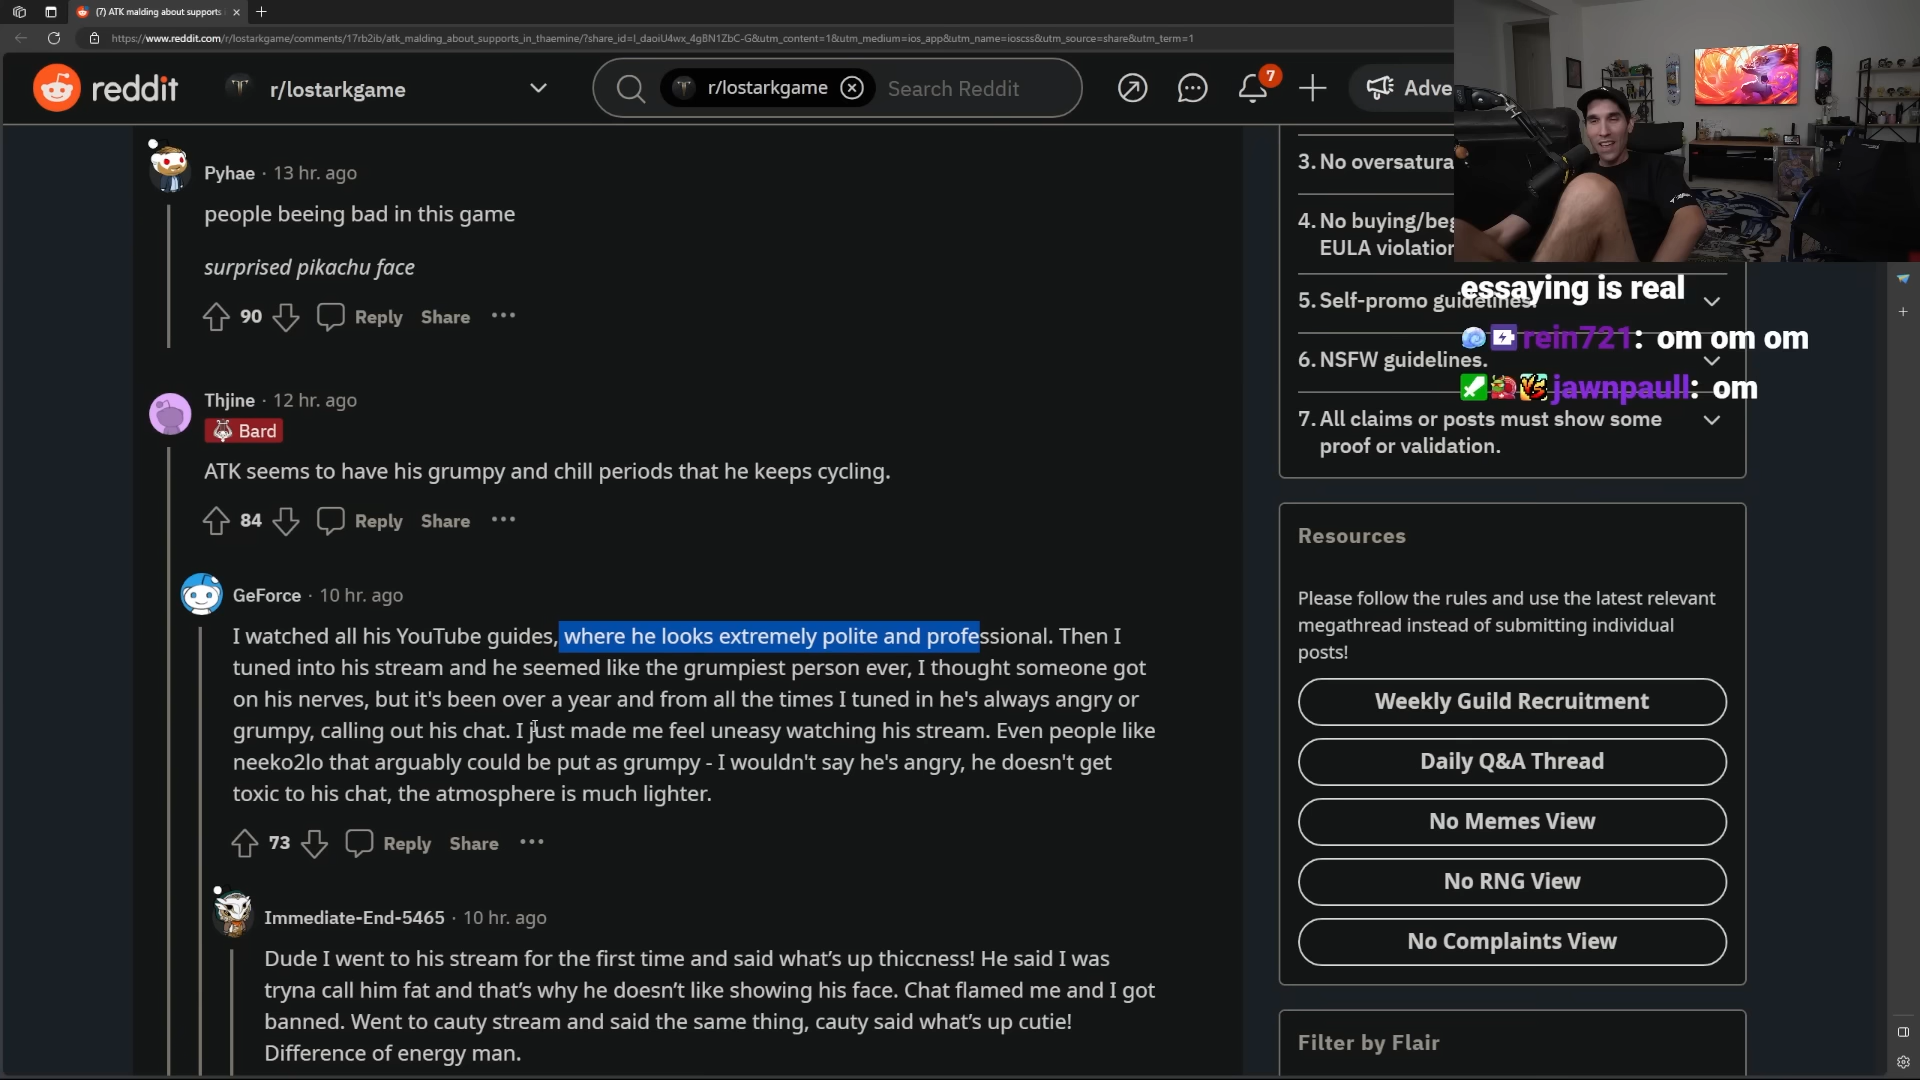 (7) ATK malding about supports
https://www.reddit.com/r/lostarkgame/comments/17rb2ib/atk_malding_about_supports_in_thaemine/?share_id=l_daoiU4wx_4gBN1ZbC-G&utm_content=1&utm_medium=ios_app&utm_name=ioscss&utm_source=share&utm_term=1
reddit
r/lostarkgame
r/lostarkgame
Search Reddit
7
Adve
Pyhae · 13 hr. ago
people beeing bad in this game
surprised pikachu face
90
Reply
Share
Thjine · 12 hr. ago
Bard
ATK seems to have his grumpy and chill periods that he keeps cycling.
84
Reply
Share
GeForce · 10 hr. ago
I watched all his YouTube guides, where he looks extremely polite and professional. Then I
tuned into his stream and he seemed like the grumpiest person ever, I thought someone got
on his nerves, but it's been over a year and from all the times I tuned in he's always angry or
grumpy, calling out his chat. I just made me feel uneasy watching his stream. Even people like
neeko2lo that arguably could be put as grumpy - I wouldn't say he's angry, he doesn't get
toxic to his chat, the atmosphere is much lighter.
73
Reply
Share
Immediate-End-5465 · 10 hr. ago
Dude I went to his stream for the first time and said what’s up thiccness! He said I was
tryna call him fat and that’s why he doesn’t like showing his face. Chat flamed me and I got
banned. Went to cauty stream and said the same thing, cauty said what’s up cutie!
Difference of energy man.
3. No oversatura
4. No buying/beg
EULA violation
essaying is real
5. Self-promo guidelines.
rein721: om om om
6. NSFW guidelines.
jawnpaull: om
7. All claims or posts must show some
proof or validation.
Resources
Please follow the rules and use the latest relevant
megathread instead of submitting individual
posts!
Weekly Guild Recruitment
Daily Q&A Thread
No Memes View
No RNG View
No Complaints View
Filter by Flair